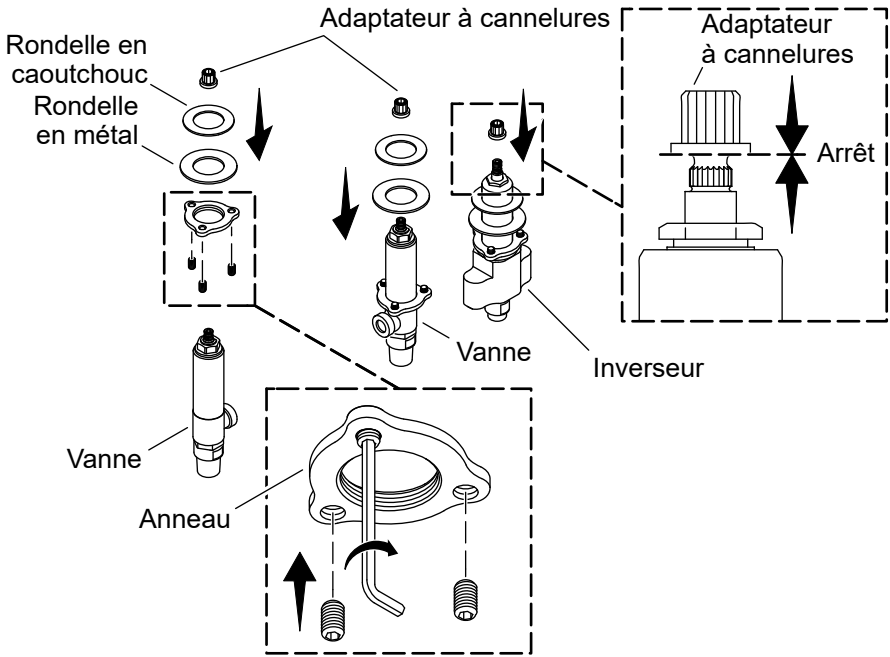 Adaptateur à cannelures
Rondelle en
caoutchouc
Rondelle
en métal
Adaptateur
à cannelures
Arrêt
Vanne
Inverseur
Vanne
Anneau